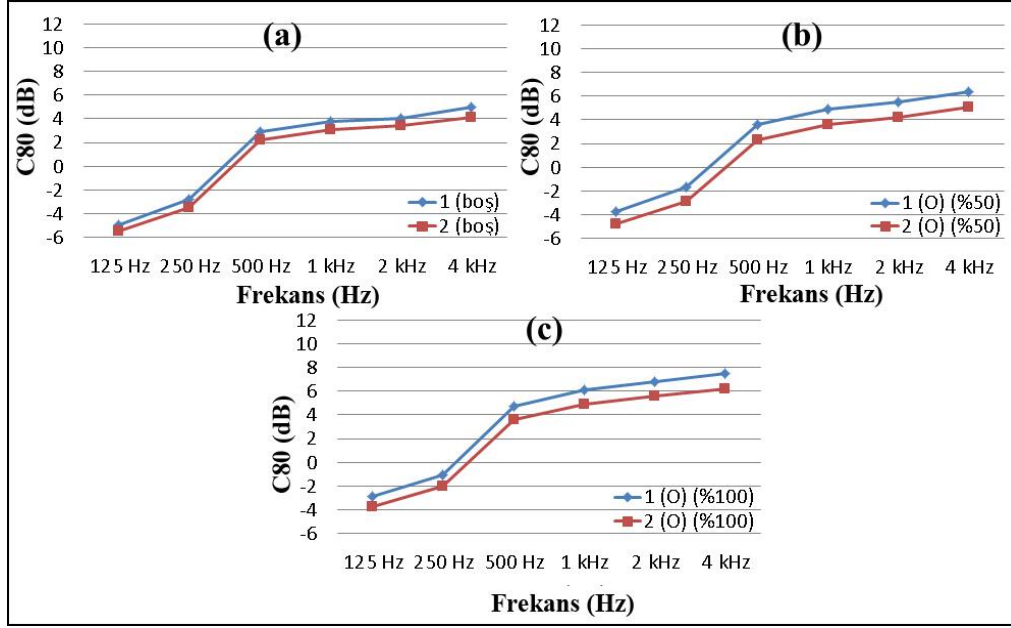 (a)
C80 (dB)
12
10
8
6
4
2
0
-2
-4
-6
1 (boş)
2 (boş)
125 Hz 250 Hz 500 Hz 1 kHz 2 kHz 4 kHz
Frekans (Hz)
(b)
C80 (dB)
12
10
8
6
4
2
0
-2
-4
-6
1 (O) (%50)
2 (O) (%50)
125 Hz 250 Hz 500 Hz 1 kHz 2 kHz 4 kHz
Frekans (Hz)
(c)
C80 (dB)
12
10
8
6
4
2
0
-2
-4
-6
1 (O) (%100)
2 (O) (%100)
125 Hz 250 Hz 500 Hz 1 kHz 2 kHz 4 kHz
Frekans (Hz)